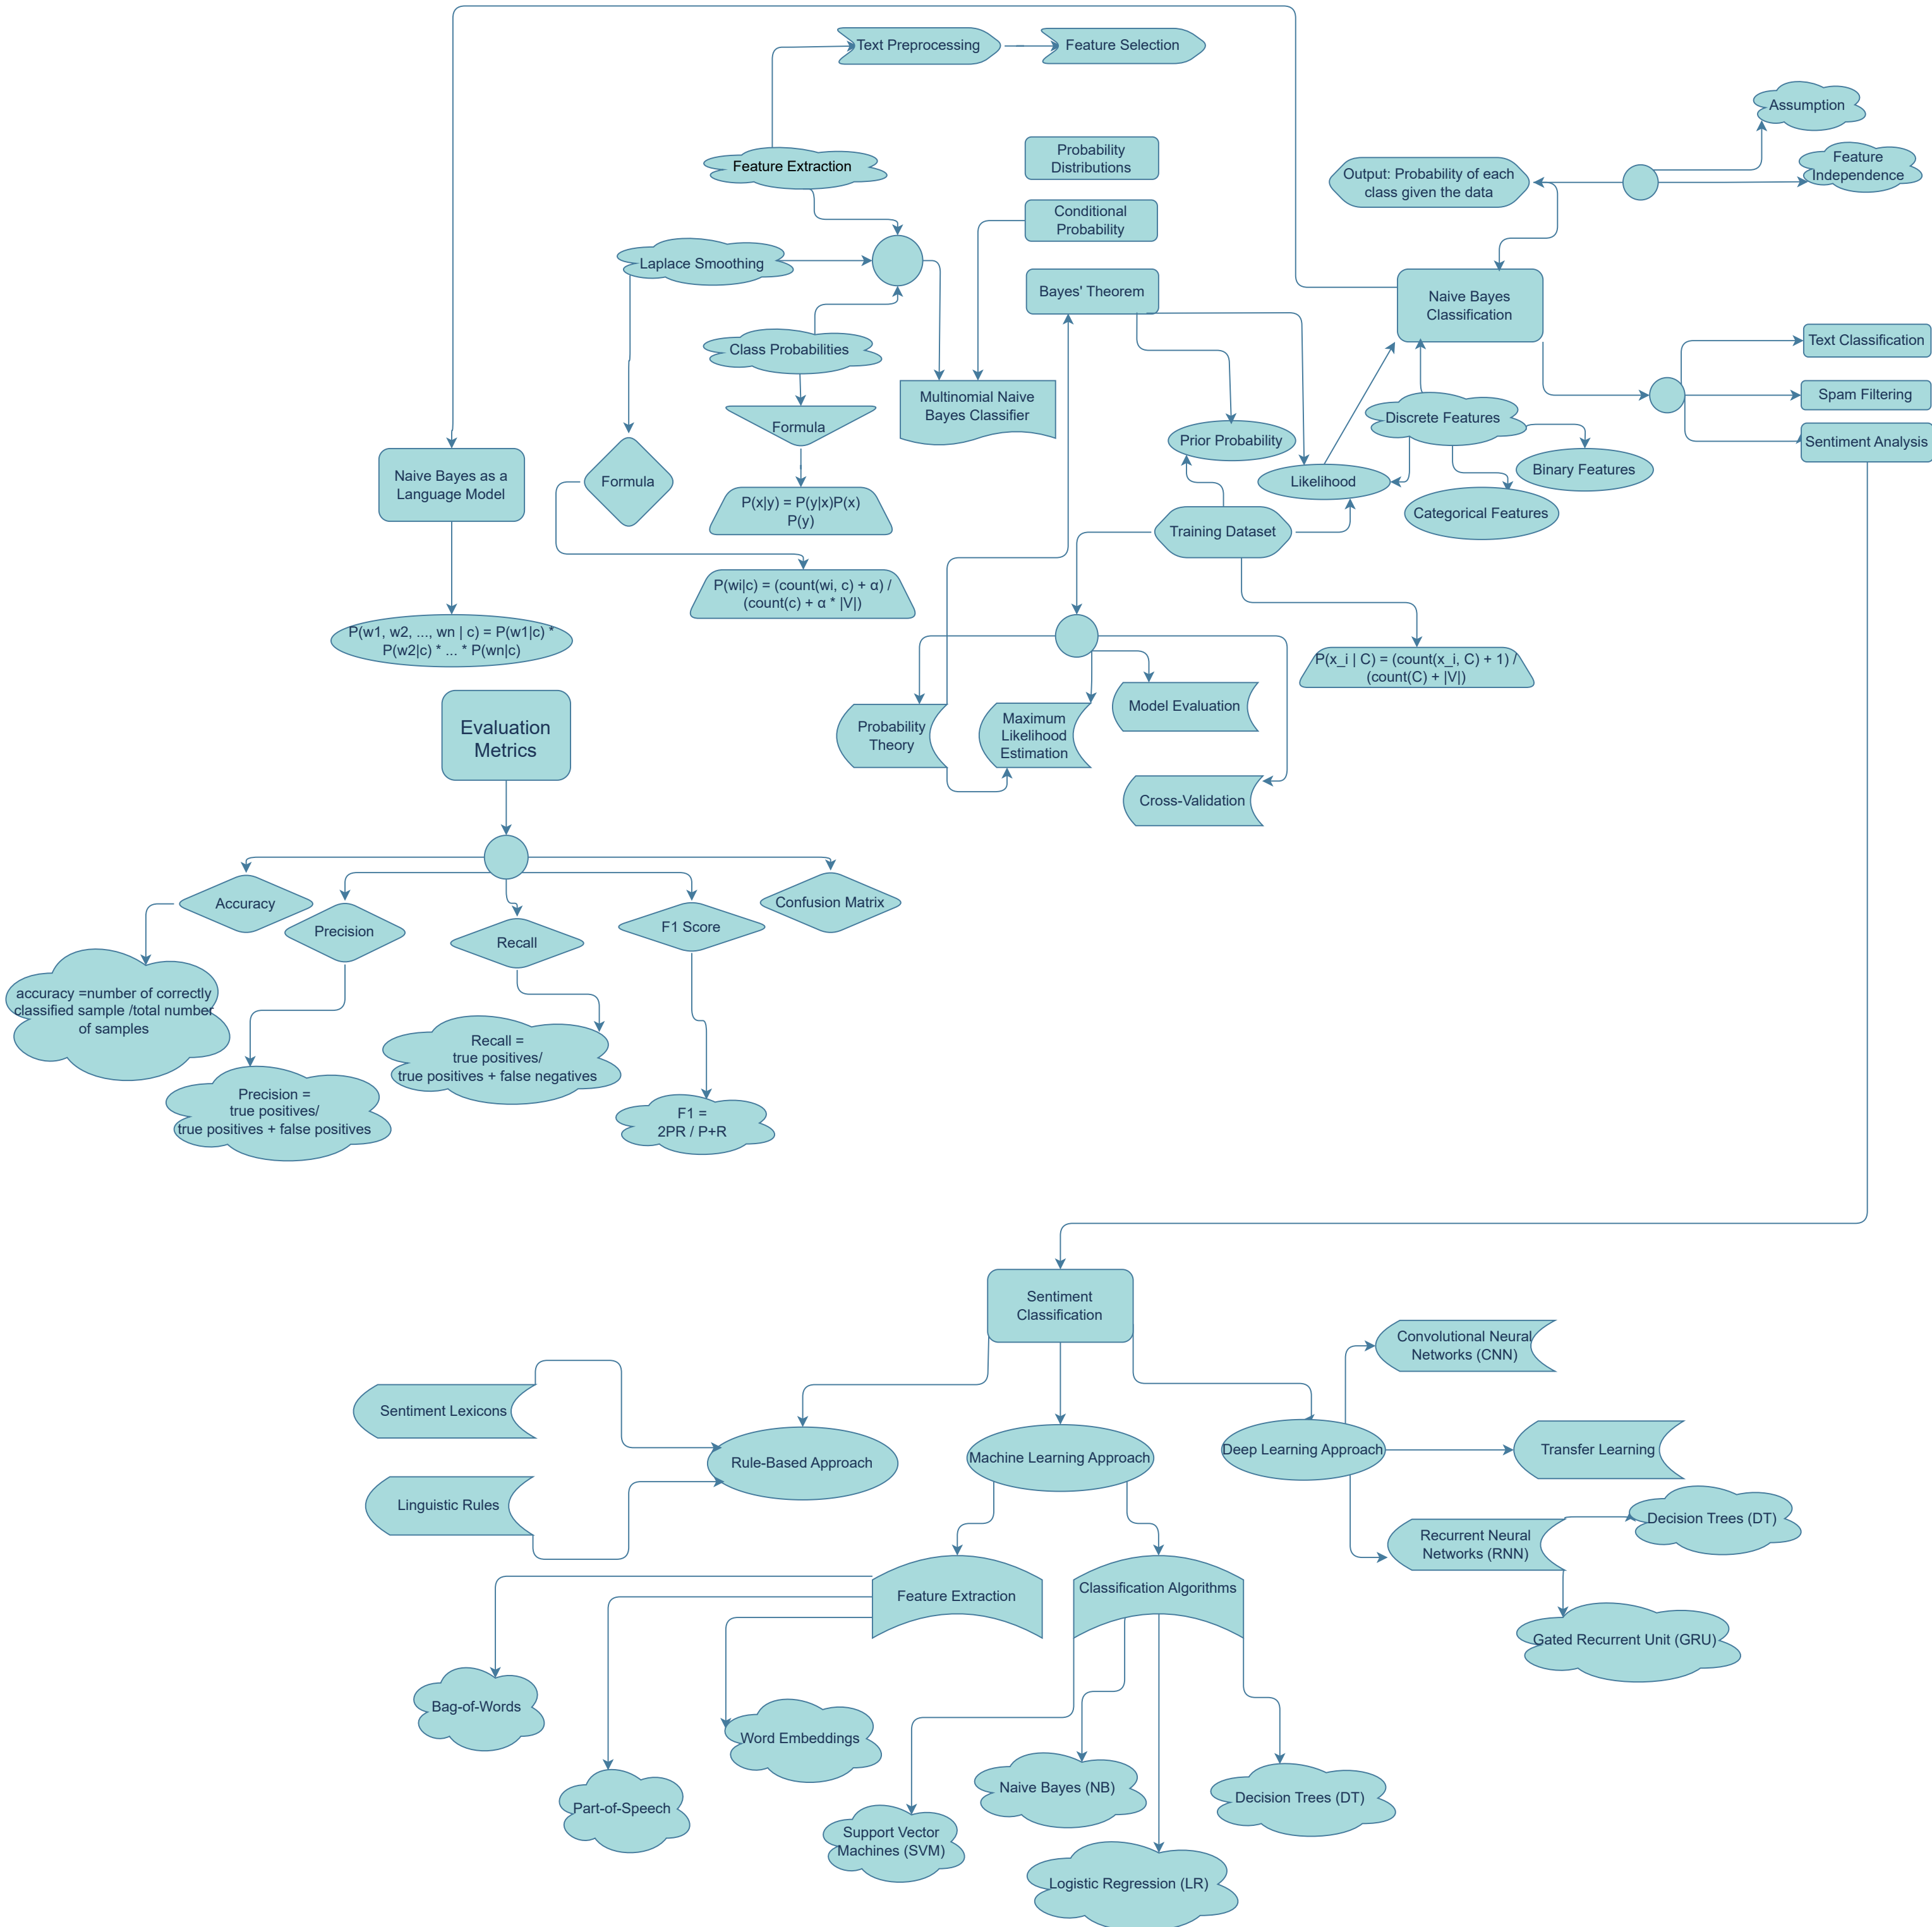 Text Preprocessing
Feature Selection
Assumption
Feature Extraction
Probability
Distributions
Output: Probability of each
class given the data
Feature
Independence
Conditional
Probability
Laplace Smoothing
Bayes' Theorem
Naive Bayes
Classification
Class Probabilities
Text Classification
Spam Filtering
Sentiment Analysis
Multinomial Naive
Bayes Classifier
Formula
Discrete Features
Prior Probability
Binary Features
Naive Bayes as a
Language Model
Formula
P(x|y) = P(y|x)P(x)
P(y)
Likelihood
Categorical Features
Training Dataset
P(wi|c) = (count(wi, c) + α) /
(count(c) + α * |V|)
P(w1, w2, ..., wn | c) = P(w1|c) *
P(w2|c) * ... * P(wn|c)
P(x_i | C) = (count(x_i, C) + 1) /
(count(C) + |V|)
Evaluation
Metrics
Probability
Theory
Maximum
Likelihood
Estimation
Model Evaluation
Cross-Validation
Accuracy
Precision
Recall
F1 Score
Confusion Matrix
accuracy =number of correctly
classified sample /total number
of samples
Recall =
true positives/
true positives + false negatives
Precision =
true positives/
true positives + false positives
F1 =
2PR / P+R
Sentiment
Classification
Convolutional Neural
Networks (CNN)
Sentiment Lexicons
Rule-Based Approach
Machine Learning Approach
Deep Learning Approach
Transfer Learning
Linguistic Rules
Decision Trees (DT)
Recurrent Neural
Networks (RNN)
Feature Extraction
Classification Algorithms
Gated Recurrent Unit (GRU)
Bag-of-Words
Word Embeddings
Part-of-Speech
Naive Bayes (NB)
Decision Trees (DT)
Support Vector
Machines (SVM)
Logistic Regression (LR)